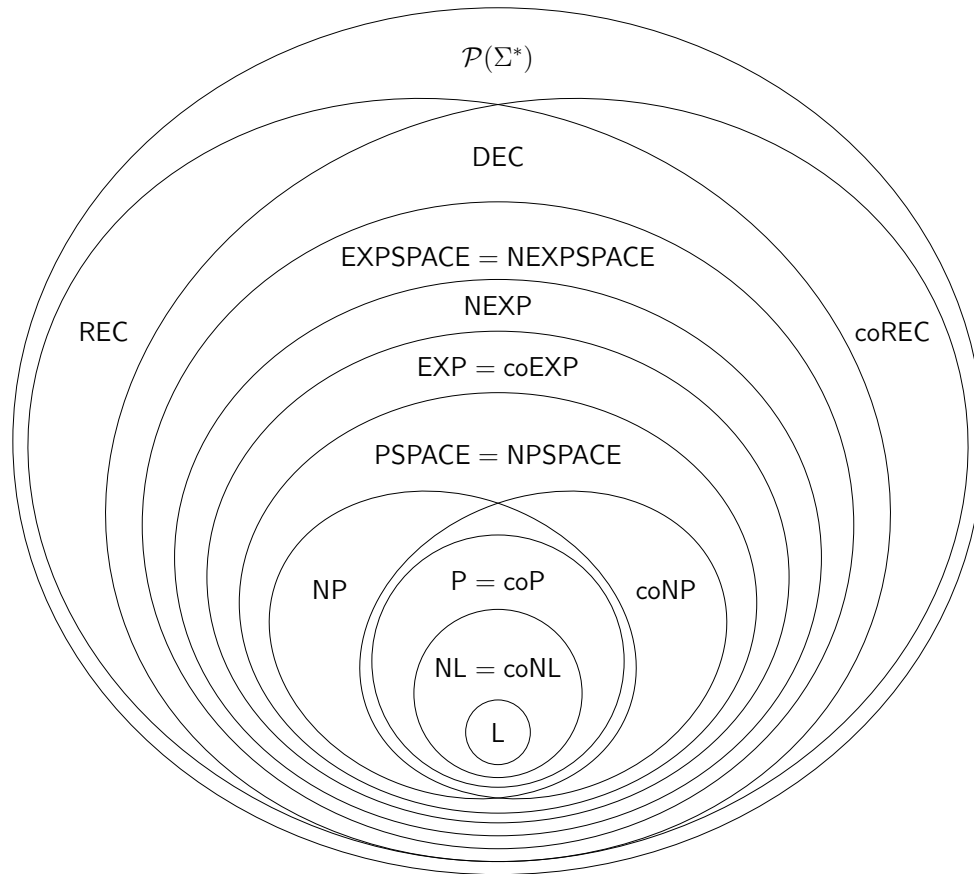 𝒫(Σ*)
DEC
EXPSPACE = NEXPSPACE
NEXP
REC
coREC
EXP = coEXP
PSPACE = NPSPACE
NP
P = coP
coNP
NL = coNL
L